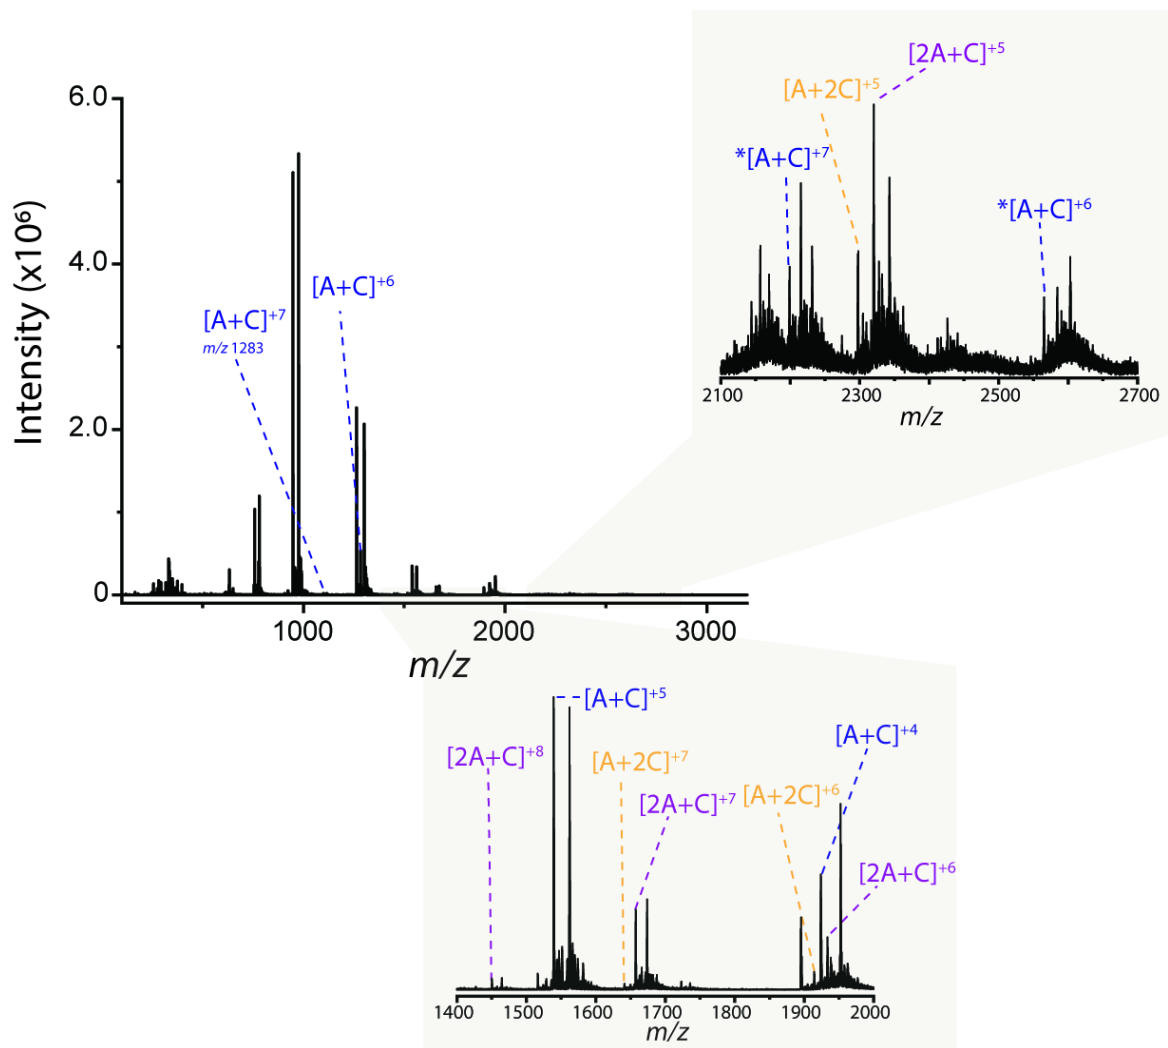 [2A+C]+5
[A+2C]+5
*[A+C]+7
*[A+C]+6
2100
2300
2500
2700
m/z
Intensity (x10⁶)
6.0
4.0
2.0
0
[A+C]+6
[A+C]+7
m/z 1283
1000
2000
3000
m/z
[A+C]+5
[2A+C]+8
[A+2C]+7
[2A+C]+7
[A+2C]+6
[A+C]+4
[2A+C]+6
1400
1500
1600
1700
1800
1900
2000
m/z